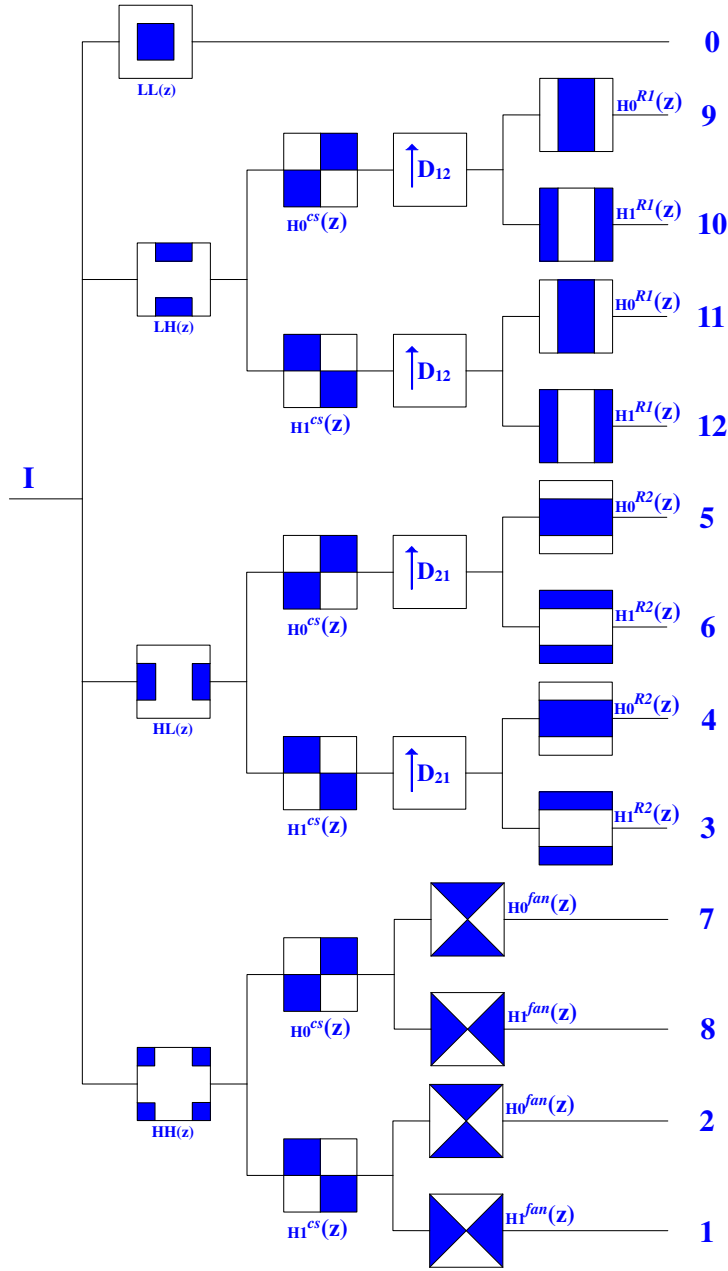 0
LL(z)
H0^R1(z)
9
D12
H0^cs(z)
H1^R1(z)
10
LH(z)
H0^R1(z)
11
D12
H1^cs(z)
H1^R1(z)
12
I
H0^R2(z)
5
D21
H0^cs(z)
H1^R2(z)
6
HL(z)
H0^R2(z)
4
D21
H1^cs(z)
H1^R2(z)
3
H0^fan(z)
7
H0^cs(z)
H1^fan(z)
8
HH(z)
H0^fan(z)
2
H1^cs(z)
H1^fan(z)
1